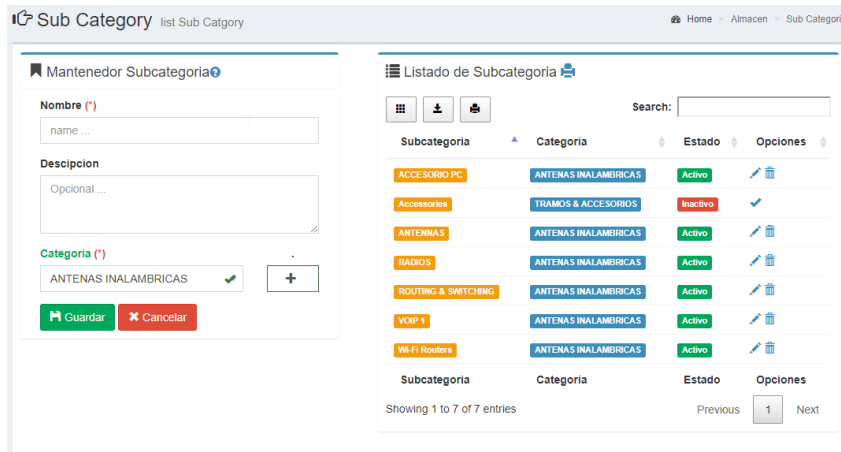 Sub Category list Sub Catgory
Home > Almacen > Sub Categori
Mantenedor Subcategoria
Nombre (*)
name ...
Descipcion
Opcional ...
Categoria (*)
.
ANTENAS INALAMBRICAS
+
Guardar
Cancelar
Listado de Subcategoria
Search:
Subcategoria Categoria Estado Opciones
ACCESORIO PC ANTENAS INALAMBRICAS Activo
Accessories TRAMOS & ACCESORIOS Inactivo
ANTENNAS ANTENAS INALAMBRICAS Activo
RADIOS ANTENAS INALAMBRICAS Activo
ROUTING & SWITCHING ANTENAS INALAMBRICAS Activo
VOIP 1 ANTENAS INALAMBRICAS Activo
Wi-Fi Routers ANTENAS INALAMBRICAS Activo
Subcategoria Categoria Estado Opciones
Showing 1 to 7 of 7 entries
Previous 1 Next